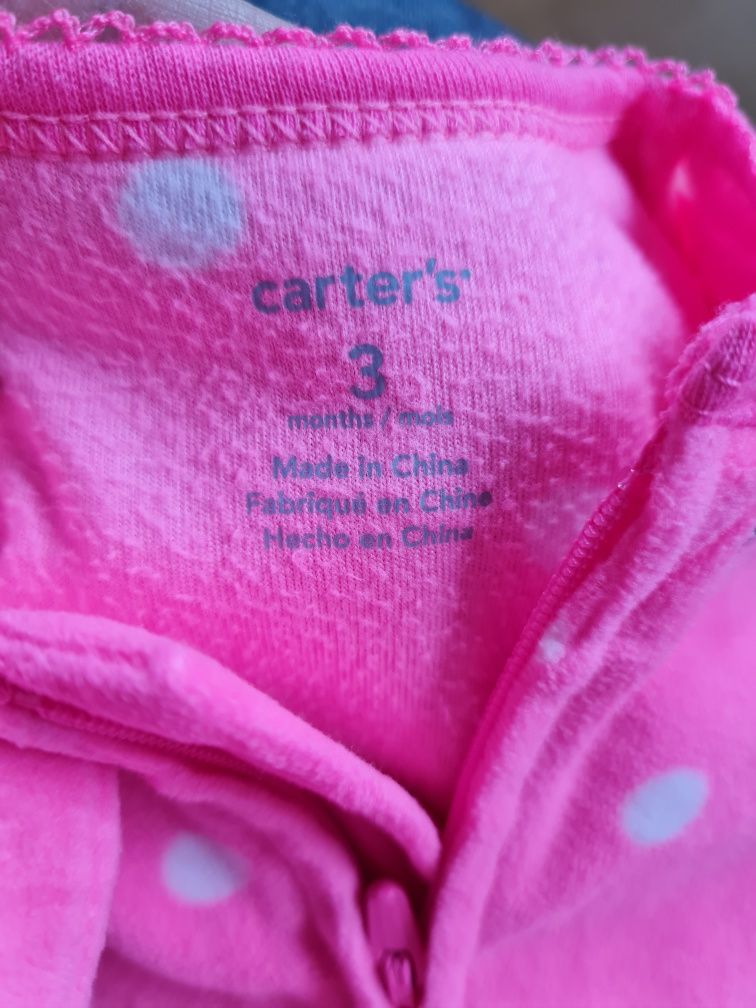 carter's
3
months / mois
Made in China
Fabriqué en Chine
Hecho en China